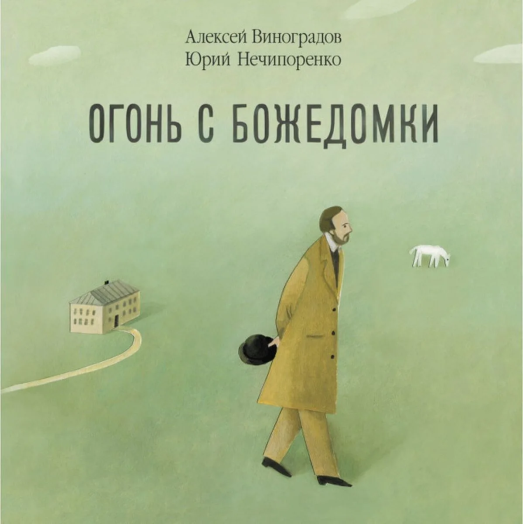 Алексей Виноградов
Юрий Нечипоренко
ОГОНЬ С БОЖЕДОМКИ